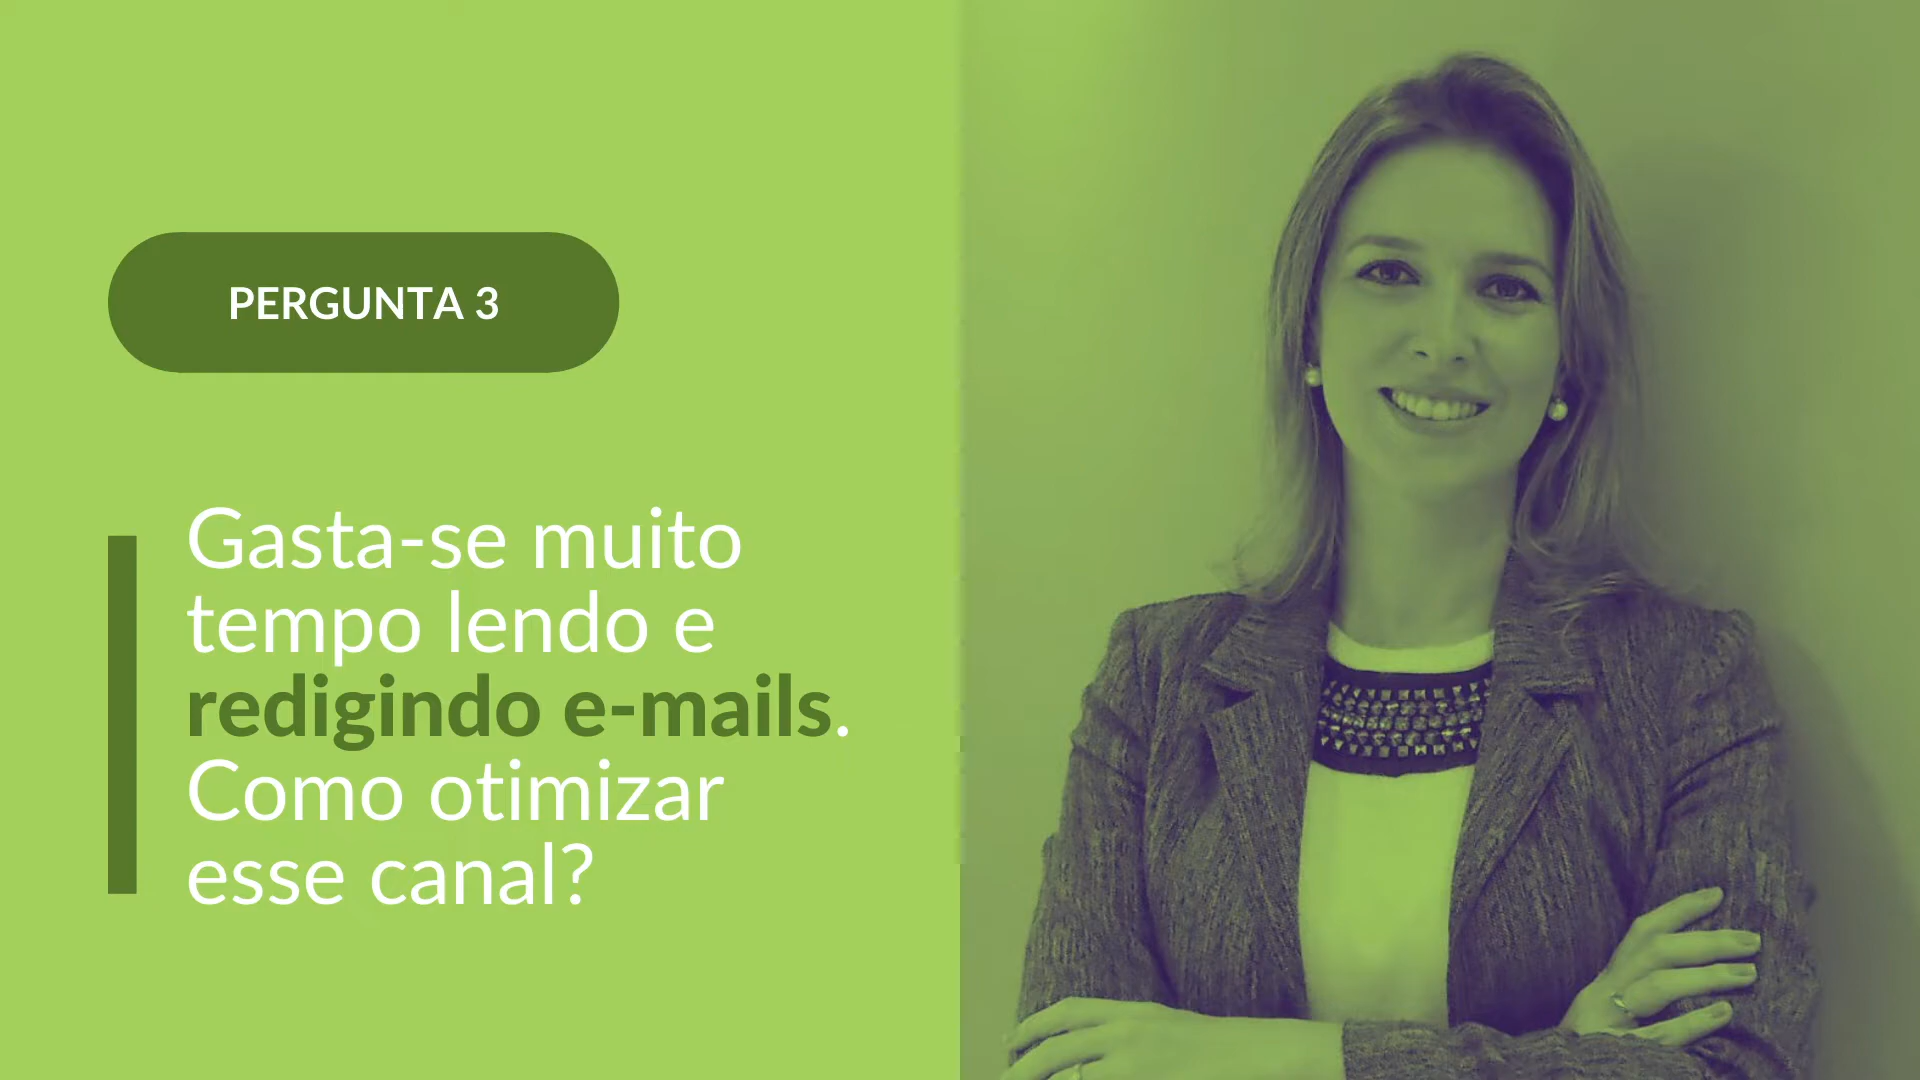 PERGUNTA 3
Gasta-se muito
tempo lendo e
redigindo e-mails.
Como otimizar
esse canal?